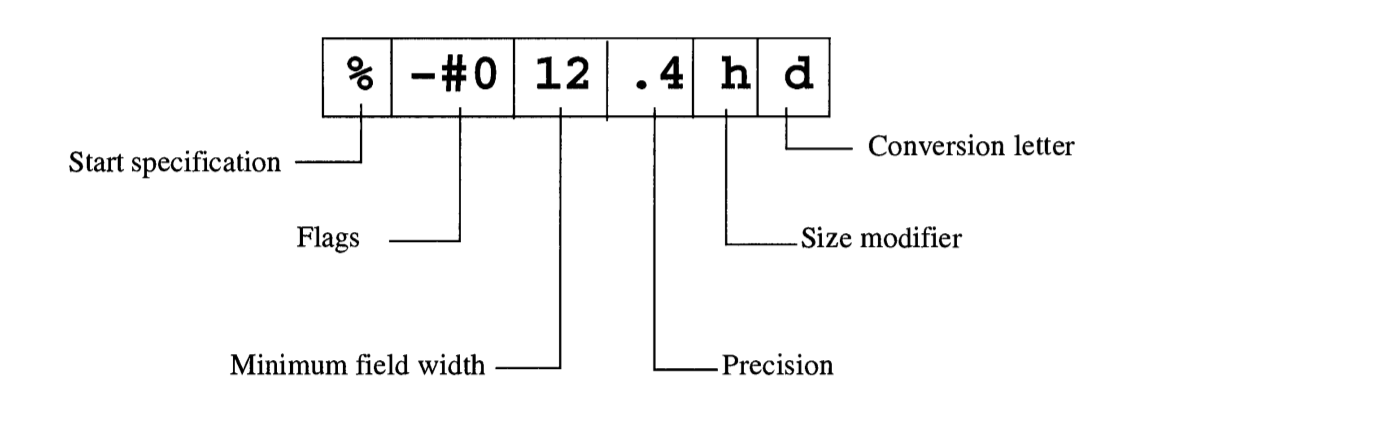 % -#0 12 .4 h d
Start specification
Conversion letter
Flags
Size modifier
Minimum field width
Precision